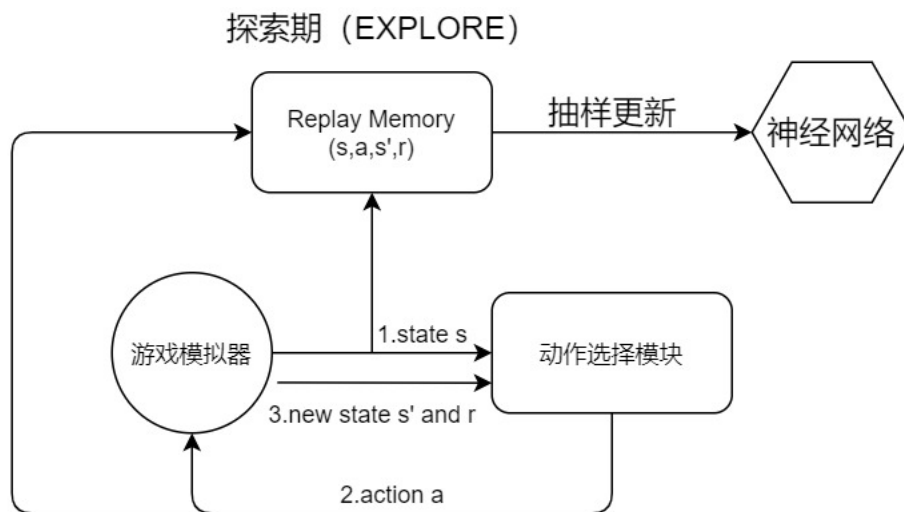 探索期（EXPLORE）
Replay Memory
(s,a,s',r)
抽样更新
神经网络
1.state s
游戏模拟器
动作选择模块
3.new state s' and r
2.action a